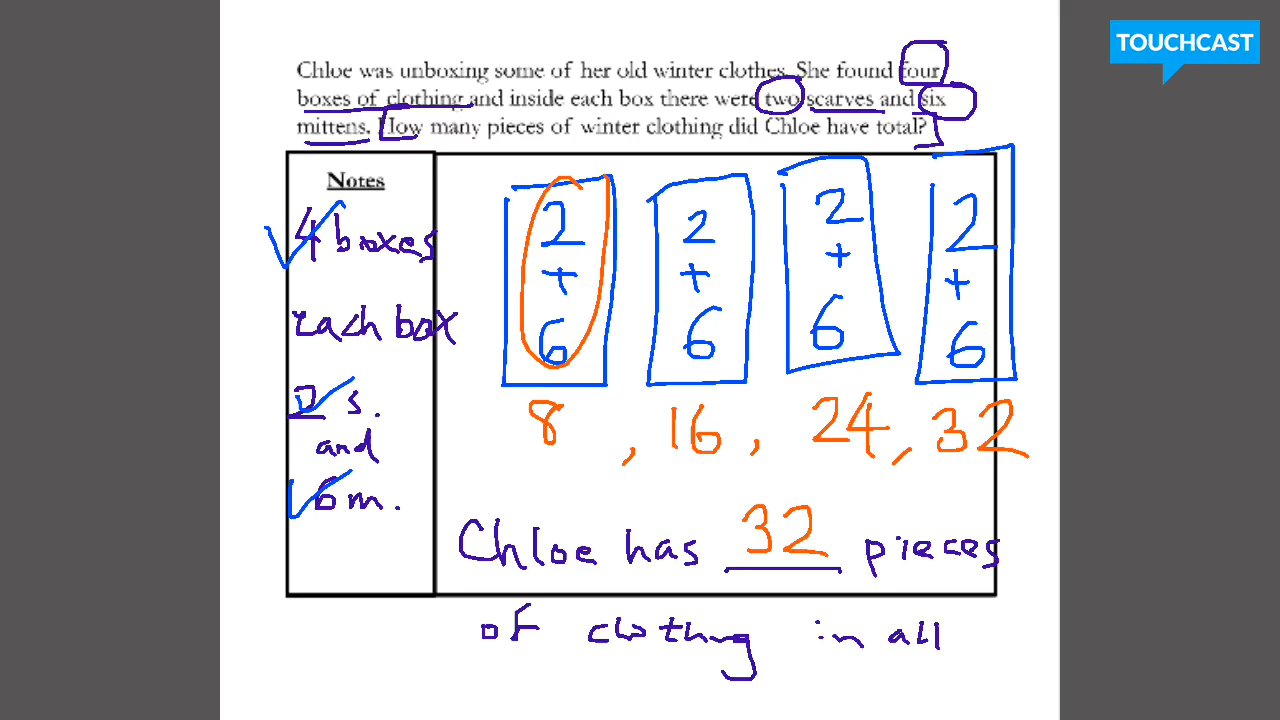 TOUCHCAST
Chloe was unboxing some of her old winter clothes. She found four
boxes of clothing and inside each box there were two scarves and six
mittens. How many pieces of winter clothing did Chloe have total?
Notes
4 boxes
each box
2 s.
and
6 m.
2 2 2 2
+ + + +
6 6 6 6
8, 16, 24, 32
Chloe has 32 pieces
of clothing in all